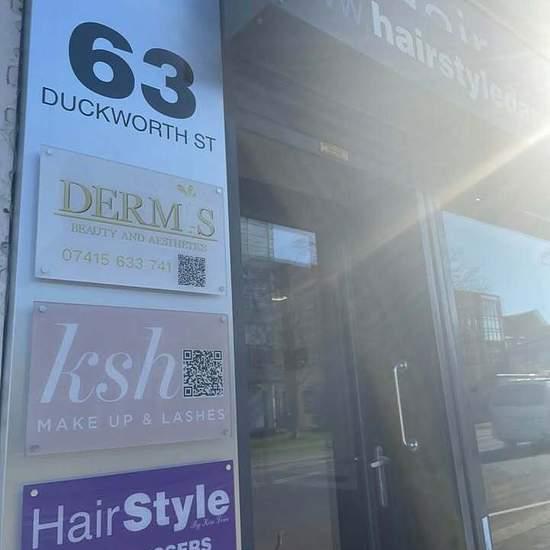 63
DUCKWORTH ST
DERM
S
BEAUTY AND AESTHETICS
07415 633 741
ksh
MAKE UP & LASHES
HairStyle
hairstyleda